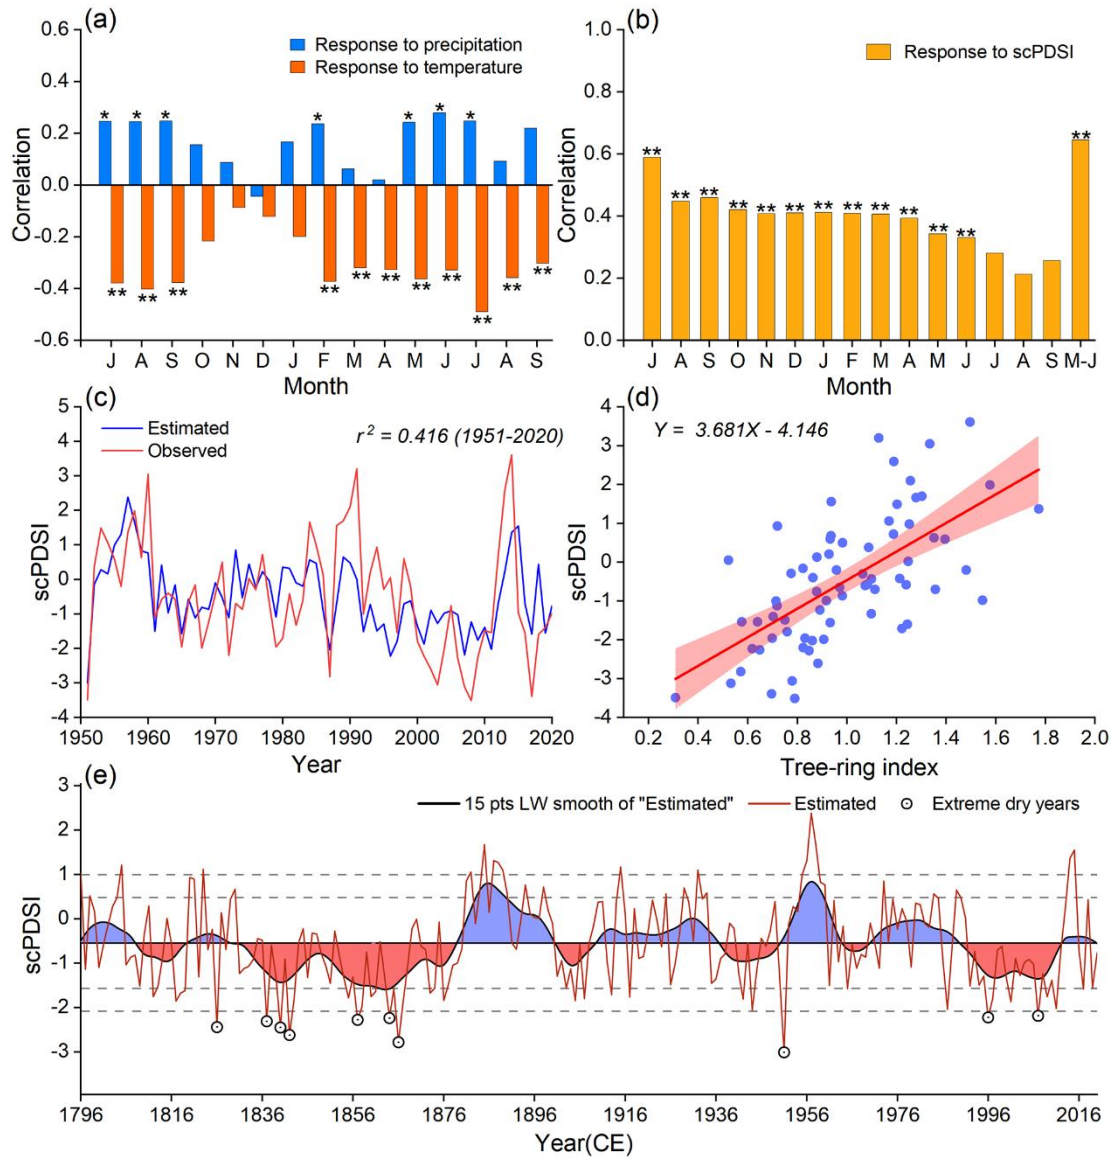 (a)
Response to precipitation
Response to temperature
Correlation
0.6
0.4
0.2
0.0
-0.2
-0.4
-0.6
* * * * * * *
** ** ** ** ** ** ** ** ** ** **
J A S O N D J F M A M J J A S
Month
(b)
Response to scPDSI
Correlation
1.0
0.8
0.6
0.4
0.2
0.0
** ** ** ** ** ** ** ** ** ** ** ** **
J A S O N D J F M A M J J A S M-J
Month
(c)
Estimated
Observed
r² = 0.416 (1951-2020)
scPDSI
5
4
3
2
1
0
-1
-2
-3
-4
1950 1960 1970 1980 1990 2000 2010 2020
Year
(d)
Y = 3.681X - 4.146
scPDSI
4
3
2
1
0
-1
-2
-3
-4
0.2 0.4 0.6 0.8 1.0 1.2 1.4 1.6 1.8 2.0
Tree-ring index
(e)
15 pts LW smooth of "Estimated"
Estimated
Extreme dry years
scPDSI
3
2
1
0
-1
-2
-3
1796 1816 1836 1856 1876 1896 1916 1936 1956 1976 1996 2016
Year(CE)